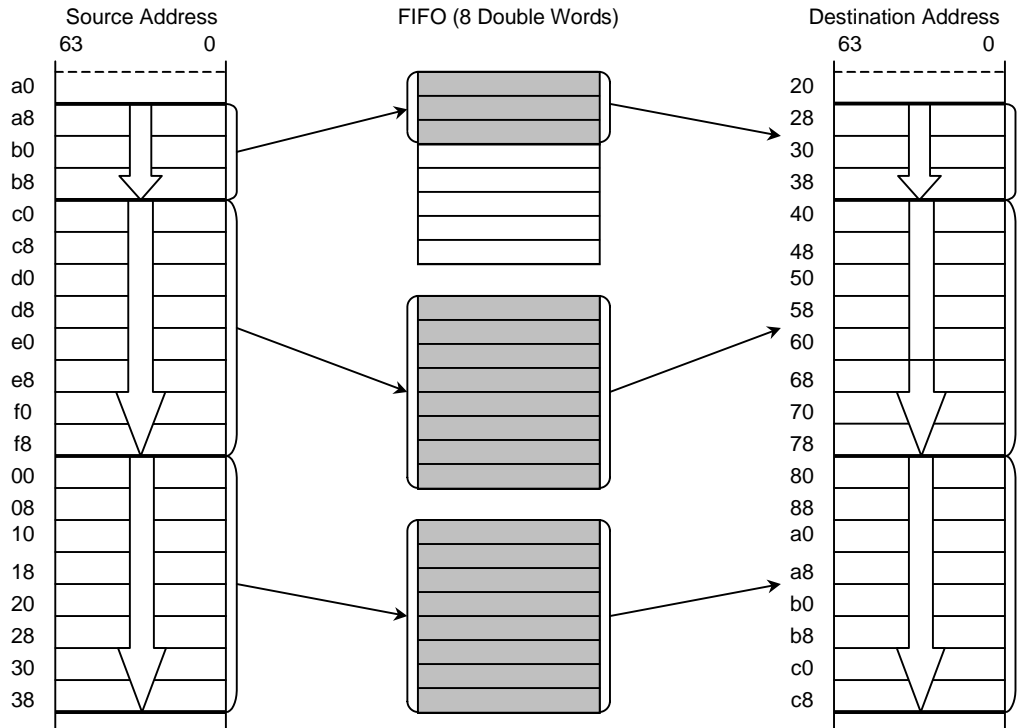 Source Address
63 0
a0
a8
b0
b8
c0
c8
d0
d8
e0
e8
f0
f8
00
08
10
18
20
28
30
38
FIFO (8 Double Words)
Destination Address
63 0
20
28
30
38
40
48
50
58
60
68
70
78
80
88
a0
a8
b0
b8
c0
c8